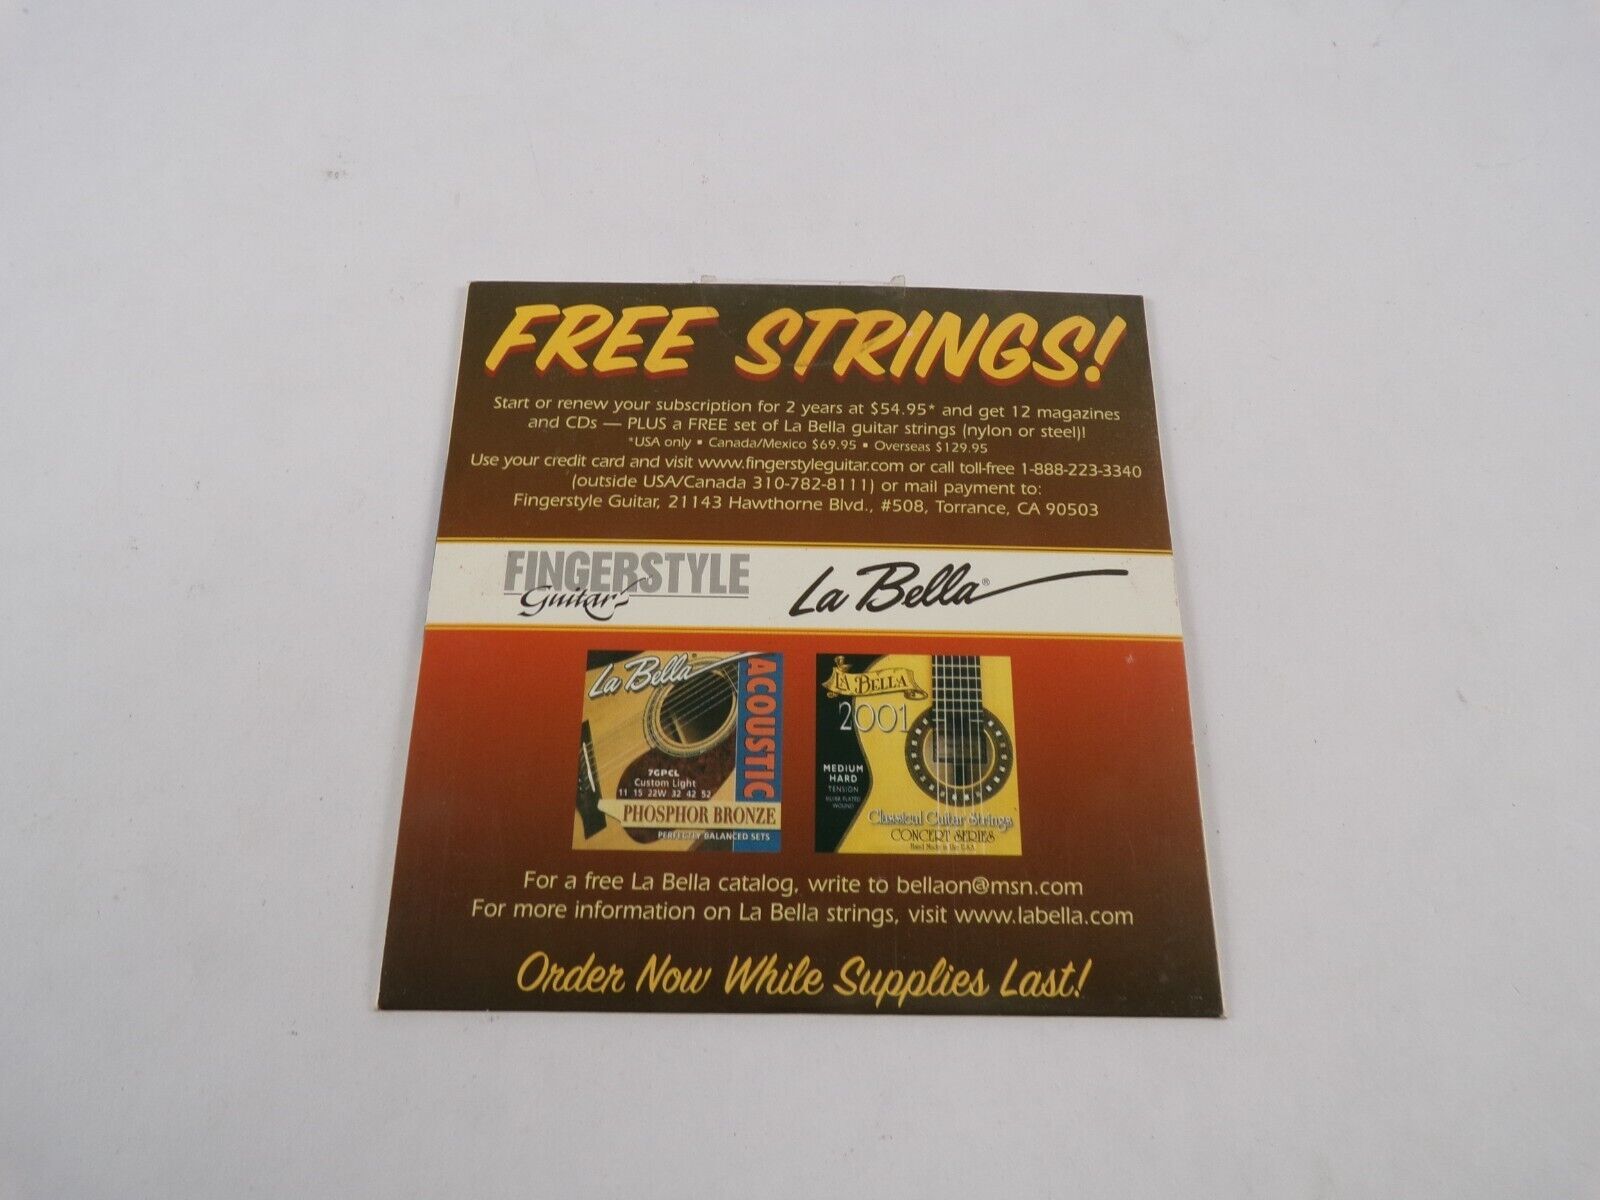 FREE STRINGS!
Start or renew your subscription for 2 years at $54.95* and get 12 magazines
and CDs — PLUS a FREE set of La Bella guitar strings (nylon or steel)!
*USA only ▪ Canada/Mexico $69.95 ▪ Overseas $129.95
Use your credit card and visit www.fingerstyleguitar.com or call toll-free 1-888-223-3340
(outside USA/Canada 310-782-8111) or mail payment to:
Fingerstyle Guitar, 21143 Hawthorne Blvd., #508, Torrance, CA 90503
FINGERSTYLE
Guitar
La Bella®
La Bella
ACOUSTIC
7GPCL
Custom Light
11 15 22W 32 42 52
PHOSPHOR BRONZE
PERFECTLY BALANCED SETS
LA BELLA
2001
MEDIUM
HARD
TENSION
SILVER PLATED
WOUND
Classical Guitar Strings
CONCERT SERIES
Hand Made in the U.S.A.
For a free La Bella catalog, write to bellaon@msn.com
For more information on La Bella strings, visit www.labella.com
Order Now While Supplies Last!